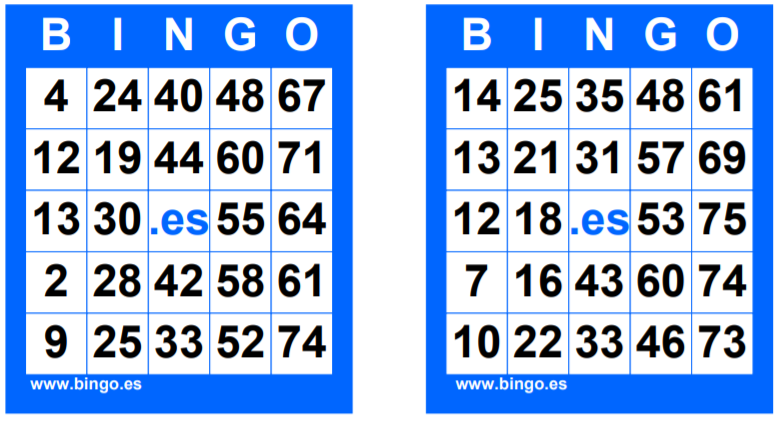 B I N G O
4 24 40 48 67
12 19 44 60 71
13 30 .es 55 64
2 28 42 58 61
9 25 33 52 74
www.bingo.es
B I N G O
14 25 35 48 61
13 21 31 57 69
12 18 .es 53 75
7 16 43 60 74
10 22 33 46 73
www.bingo.es